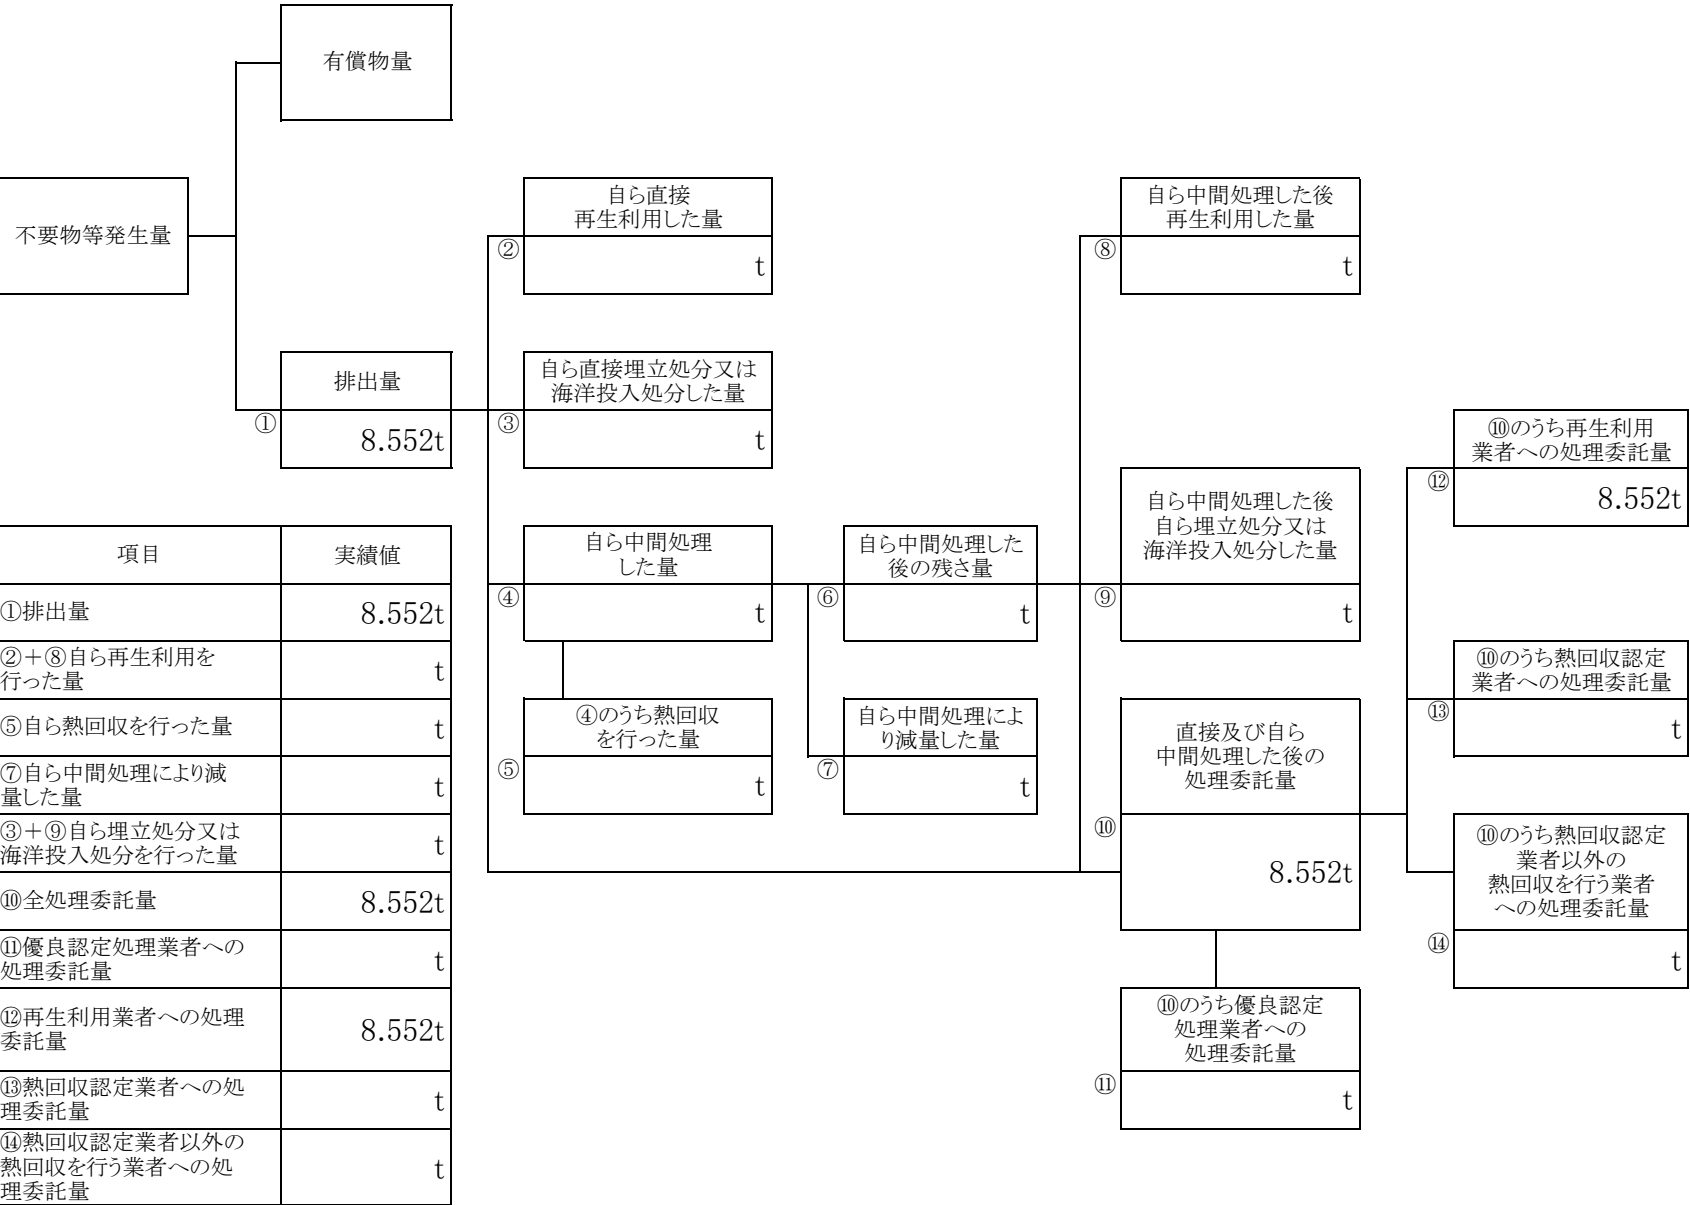 有償物量
不要物等発生量
自ら直接
再生利用した量
②
t
自ら中間処理した後
再生利用した量
⑧
t
排出量
①
8.552t
自ら直接埋立処分又は
海洋投入処分した量
③
t
⑩のうち再生利用
業者への処理委託量
⑫
8.552t
自ら中間処理
した量
④
t
自ら中間処理した
後の残さ量
⑥
t
自ら中間処理した後
自ら埋立処分又は
海洋投入処分した量
⑨
t
⑩のうち熱回収認定
業者への処理委託量
⑬
t
④のうち熱回収
を行った量
⑤
t
自ら中間処理によ
り減量した量
⑦
t
直接及び自ら
中間処理した後の
処理委託量
⑩
8.552t
⑩のうち熱回収認定
業者以外の
熱回収を行う業者
への処理委託量
⑭
t
⑩のうち優良認定
処理業者への
処理委託量
⑪
t
項目
実績値
①排出量
8.552t
②＋⑧自ら再生利用を
行った量
t
⑤自ら熱回収を行った量
t
⑦自ら中間処理により減
量した量
t
③＋⑨自ら埋立処分又は
海洋投入処分を行った量
t
⑩全処理委託量
8.552t
⑪優良認定処理業者への
処理委託量
t
⑫再生利用業者への処理
委託量
8.552t
⑬熱回収認定業者への処
理委託量
t
⑭熱回収認定業者以外の
熱回収を行う業者への処
理委託量
t